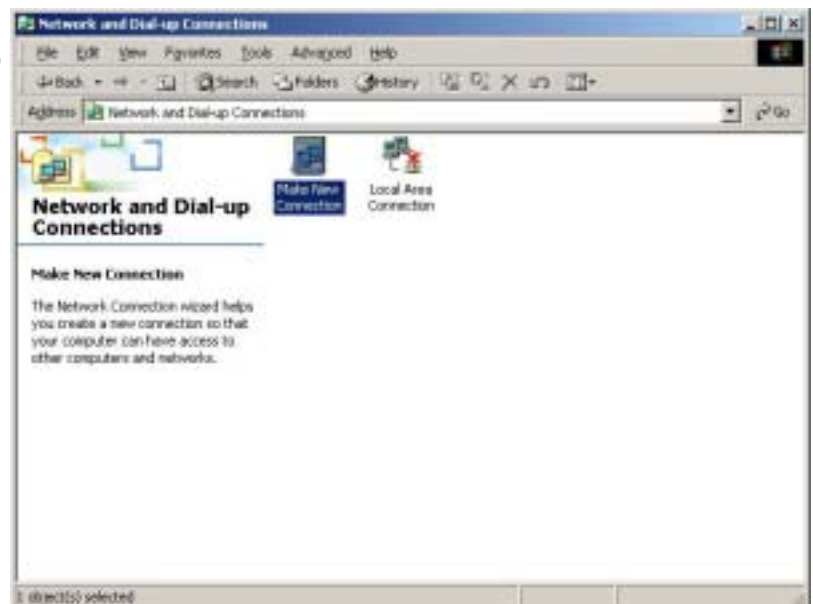 Network and Dial-up Connections
File Edit View Favorites Tools Advanced Help
Back Search Folders History
Address Network and Dial-up Connections Go
Make New Connection
Local Area Connection
Network and Dial-up
Connections
Make New Connection
The Network Connection wizard helps
you create a new connection so that
your computer can have access to
other computers and networks.
1 object(s) selected